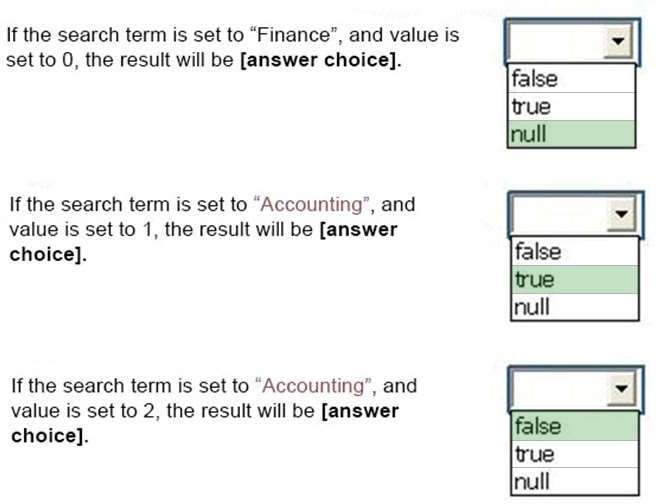 If the search term is set to “Finance”, and value is
set to 0, the result will be [answer choice].
false
true
null
If the search term is set to “Accounting”, and
value is set to 1, the result will be [answer
choice].
false
true
null
If the search term is set to “Accounting”, and
value is set to 2, the result will be [answer
choice].
false
true
null